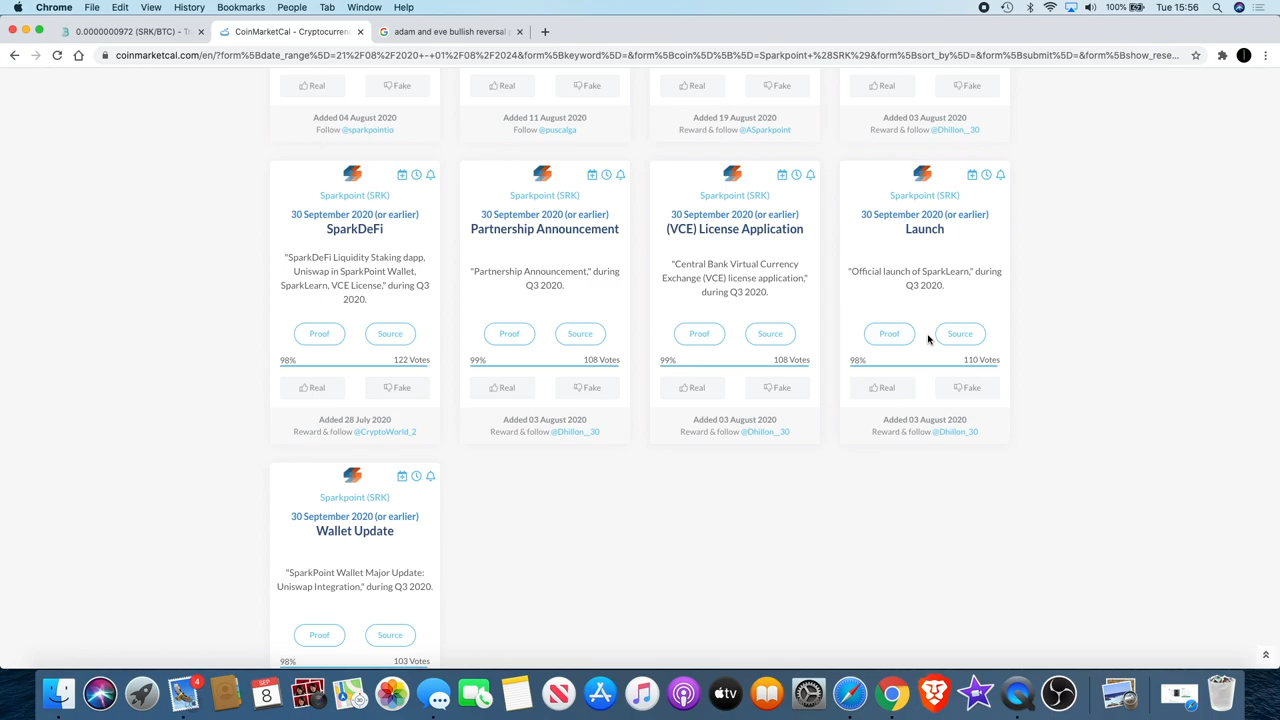 Chrome File Edit View History Bookmarks People Tab Window Help 100% Tue 15:56
0.0000000972 (SRK/BTC) - Th CoinMarketCal - Cryptocurrenc adam and eve bullish reversal
coinmarketcal.com/en/?form%5Bdate_range%5D=21%2F08%2F2020+-+01%2F08%2F2024&form%5Bkeyword%5D=&form%5Bcoin%5D=Sparkpoint+%28SRK%29&form%5Bsort_by%5D=&form%5Bsubmit%5D=&form%5Bshow_rese...
Real Fake Real Fake Real Fake Real Fake
Added 04 August 2020 Added 11 August 2020 Added 19 August 2020 Added 03 August 2020
Follow @sparkpointio Follow @puscalga Reward & follow @ASparkpoint Reward & follow @Dhillon__30
Sparkpoint (SRK)
30 September 2020 (or earlier)
SparkDeFi
"SparkDeFi Liquidity Staking dapp,
Uniswap in SparkPoint Wallet,
SparkLearn, VCE License," during Q3
2020.
Proof Source
98% 122 Votes
Real Fake
Added 28 July 2020
Reward & follow @CryptoWorld_2
Sparkpoint (SRK)
30 September 2020 (or earlier)
Partnership Announcement
"Partnership Announcement," during
Q3 2020.
Proof Source
99% 108 Votes
Real Fake
Added 03 August 2020
Reward & follow @Dhillon__30
Sparkpoint (SRK)
30 September 2020 (or earlier)
(VCE) License Application
"Central Bank Virtual Currency
Exchange (VCE) license application,"
during Q3 2020.
Proof Source
99% 108 Votes
Real Fake
Added 03 August 2020
Reward & follow @Dhillon__30
Sparkpoint (SRK)
30 September 2020 (or earlier)
Launch
"Official launch of SparkLearn," during
Q3 2020.
Proof Source
98% 110 Votes
Real Fake
Added 03 August 2020
Reward & follow @Dhillon_30
Sparkpoint (SRK)
30 September 2020 (or earlier)
Wallet Update
"SparkPoint Wallet Major Update:
Uniswap Integration," during Q3 2020.
Proof Source
98% 103 Votes
4
SEP
8
tv